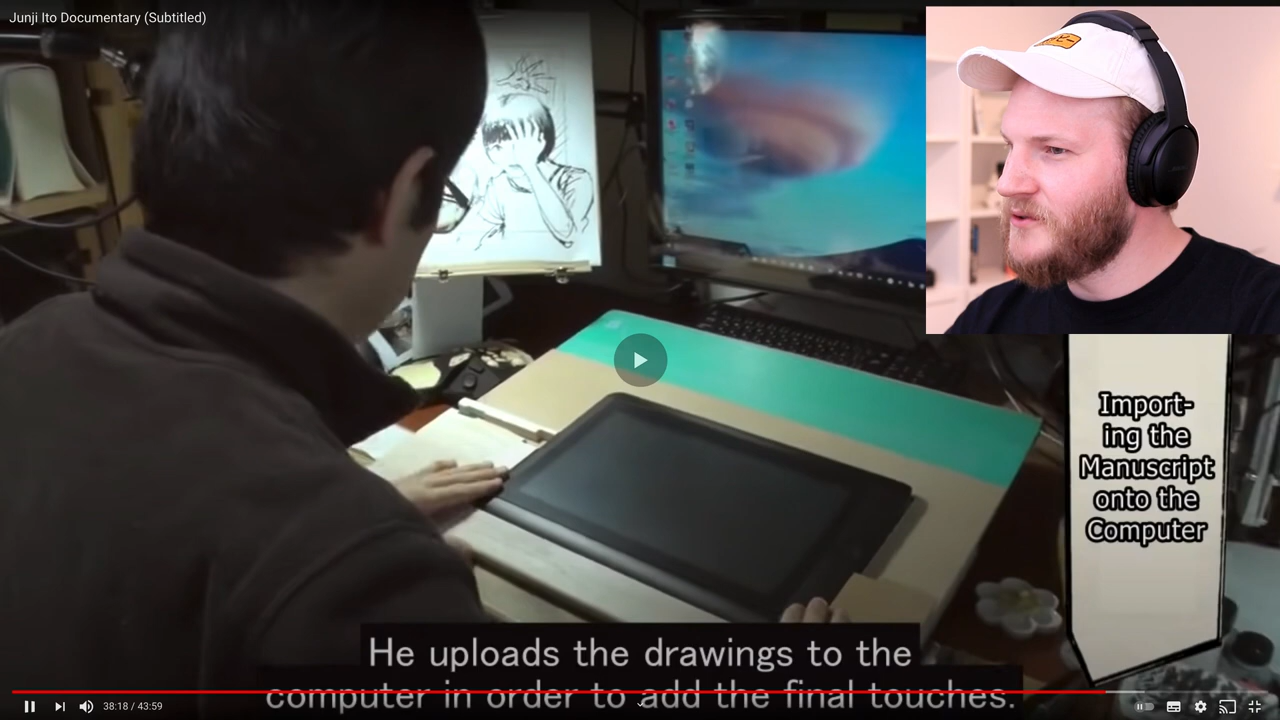 Junji Ito Documentary (Subtitled)
Import-
ing the
Manuscript
onto the
Computer
He uploads the drawings to the
computer in order to add the final touches.
38:18 / 43:59